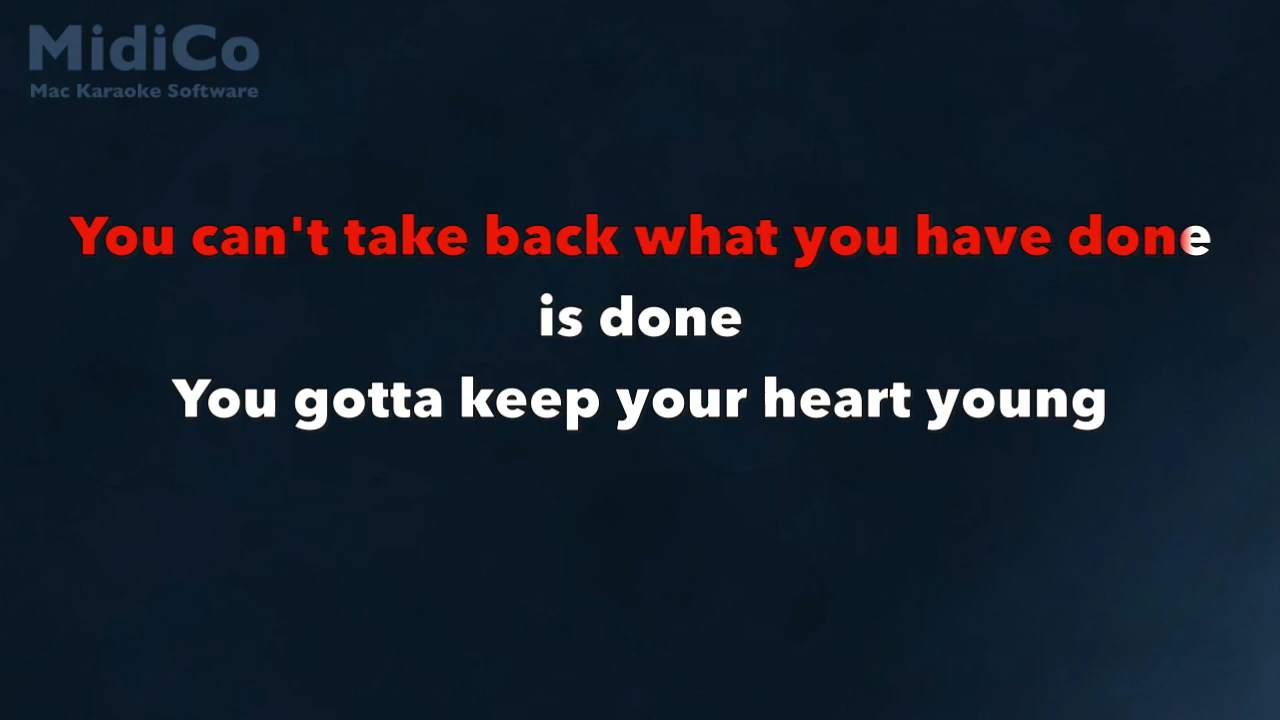 MidiCo
Mac Karaoke Software
You can't take back what you have done
is done
You gotta keep your heart young